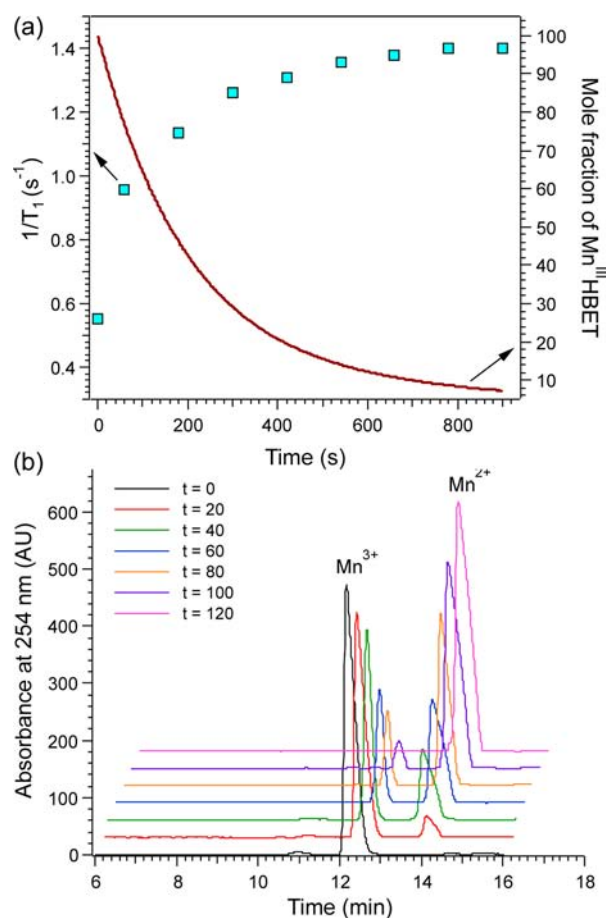 (a)
1.4
1.2
1.0
0.8
0.6
0.4
1/T₁ (s⁻¹)
100
90
80
70
60
50
40
30
20
10
Mole fraction of MnᴵᴵᴵHBET
0
200
400
600
800
Time (s)
(b)
Mn²⁺
Mn³⁺
t = 0
t = 20
t = 40
t = 60
t = 80
t = 100
t = 120
600
500
400
300
200
100
0
Absorbance at 254 nm (AU)
6
8
10
12
14
16
18
Time (min)